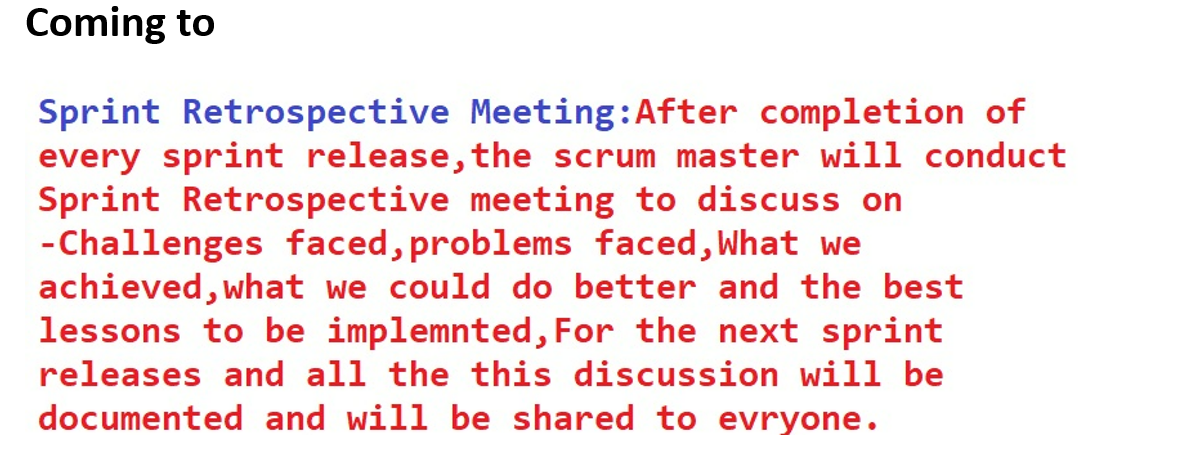 Coming to
Sprint Retrospective Meeting:After completion of
every sprint release,the scrum master will conduct
Sprint Retrospective meeting to discuss on
-Challenges faced,problems faced,What we
achieved,what we could do better and the best
lessons to be implemnted,For the next sprint
releases and all the this discussion will be
documented and will be shared to evryone.